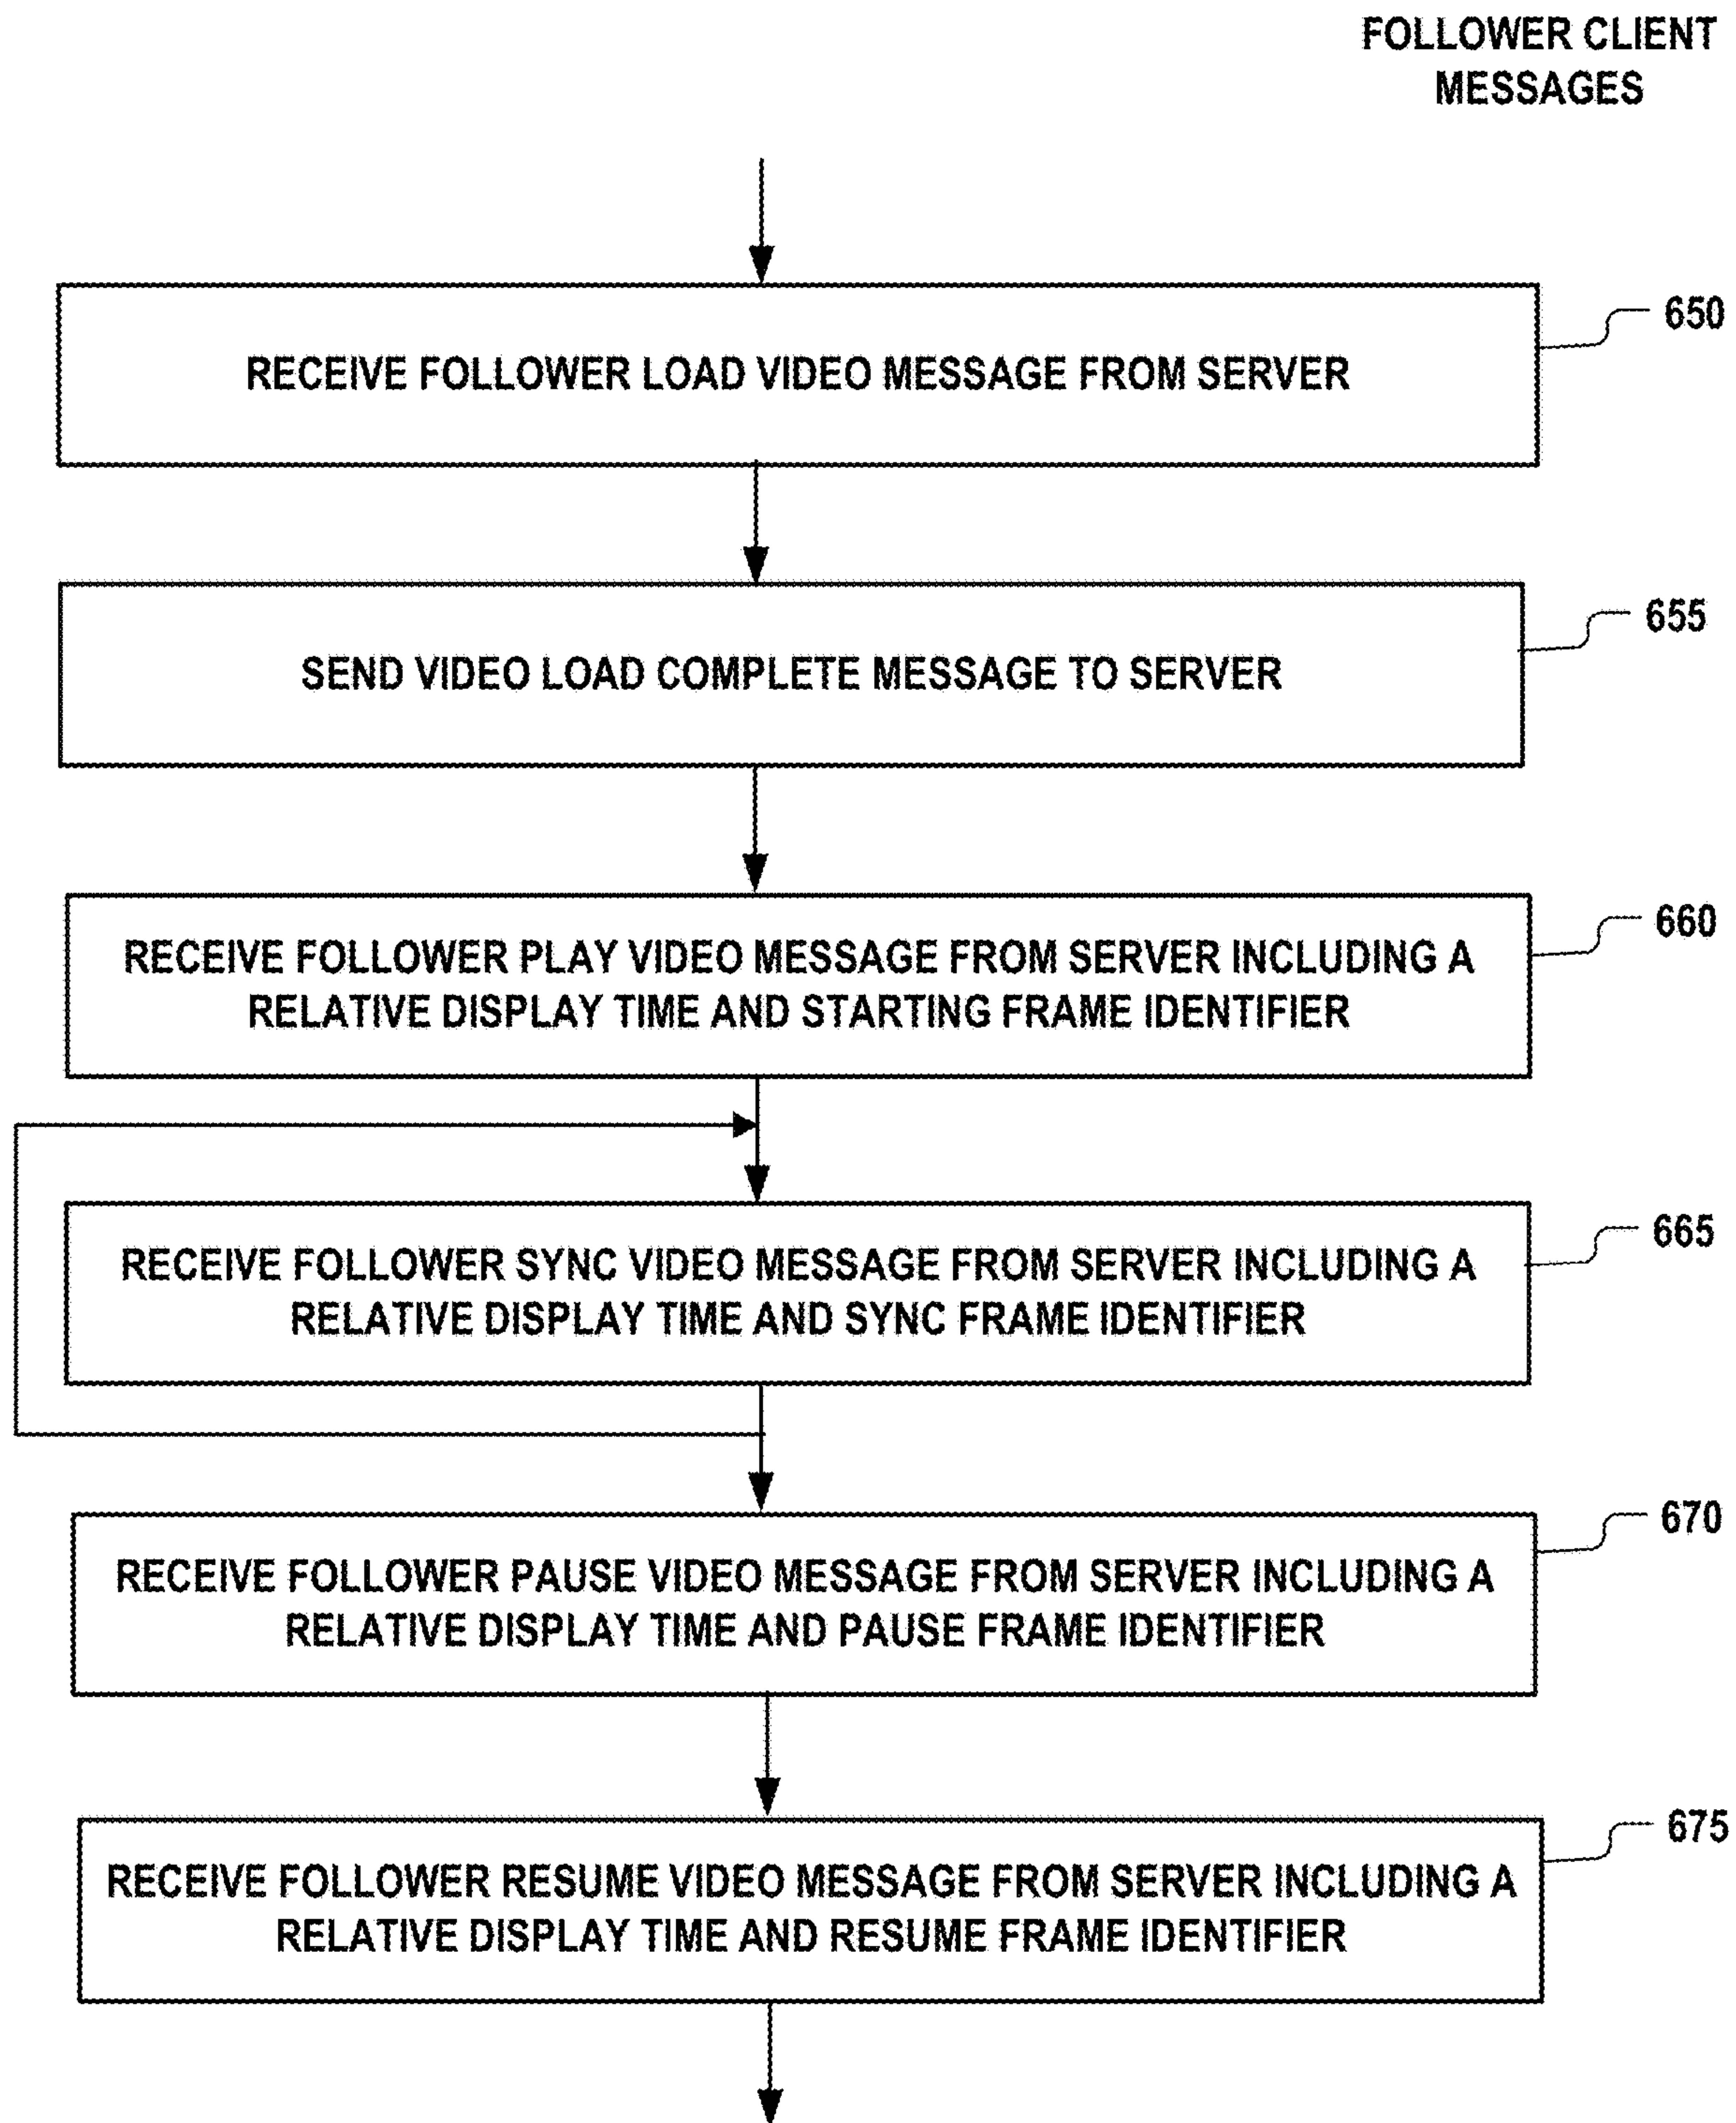 FOLLOWER CLIENT
MESSAGES
650
RECEIVE FOLLOWER LOAD VIDEO MESSAGE FROM SERVER
655
SEND VIDEO LOAD COMPLETE MESSAGE TO SERVER
660
RECEIVE FOLLOWER PLAY VIDEO MESSAGE FROM SERVER INCLUDING A
RELATIVE DISPLAY TIME AND STARTING FRAME IDENTIFIER
665
RECEIVE FOLLOWER SYNC VIDEO MESSAGE FROM SERVER INCLUDING A
RELATIVE DISPLAY TIME AND SYNC FRAME IDENTIFIER
670
RECEIVE FOLLOWER PAUSE VIDEO MESSAGE FROM SERVER INCLUDING A
RELATIVE DISPLAY TIME AND PAUSE FRAME IDENTIFIER
675
RECEIVE FOLLOWER RESUME VIDEO MESSAGE FROM SERVER INCLUDING A
RELATIVE DISPLAY TIME AND RESUME FRAME IDENTIFIER